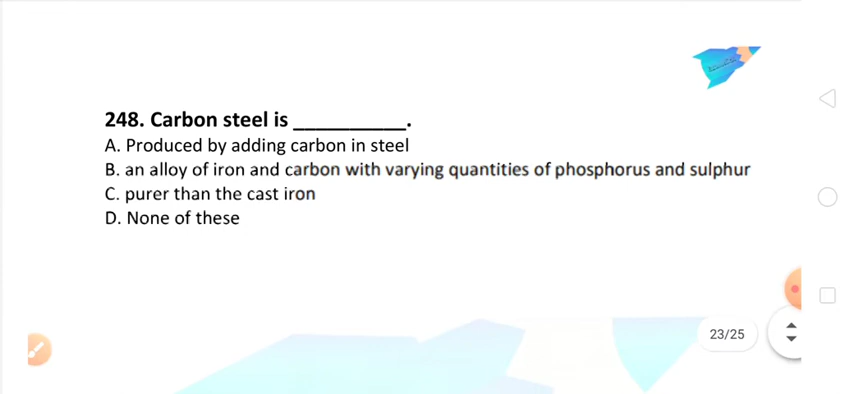 248. Carbon steel is __________.
A. Produced by adding carbon in steel
B. an alloy of iron and carbon with varying quantities of phosphorus and sulphur
C. purer than the cast iron
D. None of these
23/25